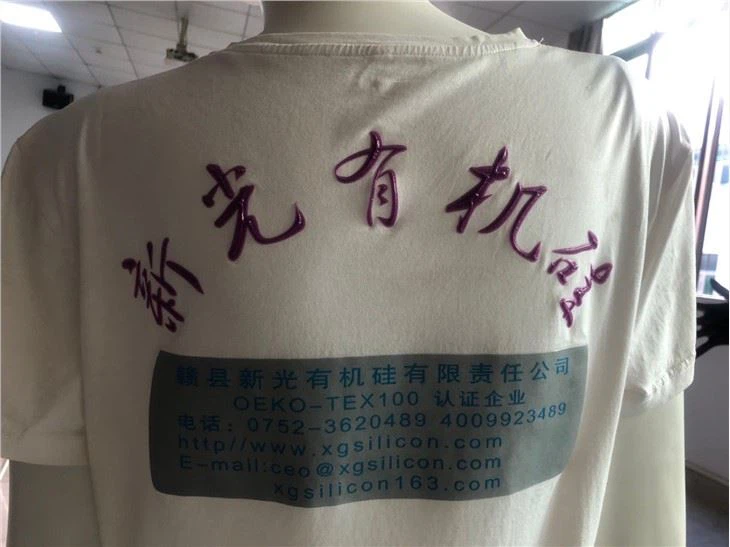 新光有机硅
赣县新光有机硅有限责任公司
OEKO-TEX100 认证企业
电话：0752-3620489 4009923489
http//www.xgsilicon.com
E-mail:ceo@xgsilicon.com
xgsilicon163.com